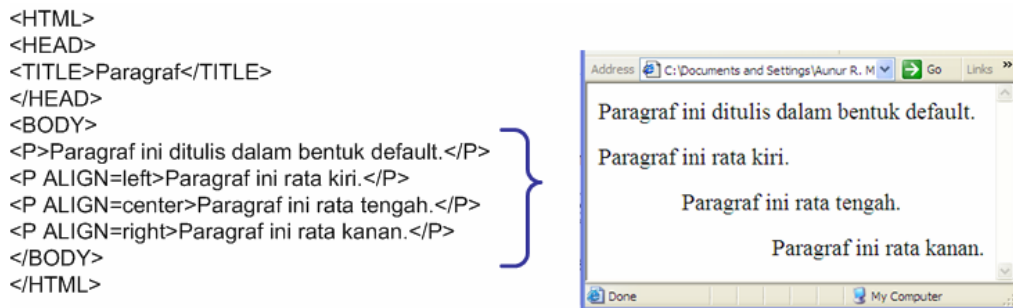 <HTML>
<HEAD>
<TITLE>Paragraf</TITLE>
</HEAD>
<BODY>
<P>Paragraf ini ditulis dalam bentuk default.</P>
<P ALIGN=left>Paragraf ini rata kiri.</P>
<P ALIGN=center>Paragraf ini rata tengah.</P>
<P ALIGN=right>Paragraf ini rata kanan.</P>
</BODY>
</HTML>
Address C:\Documents and Settings\Aunur R. M Go Links »
Paragraf ini ditulis dalam bentuk default.
Paragraf ini rata kiri.
Paragraf ini rata tengah.
Paragraf ini rata kanan.
Done My Computer